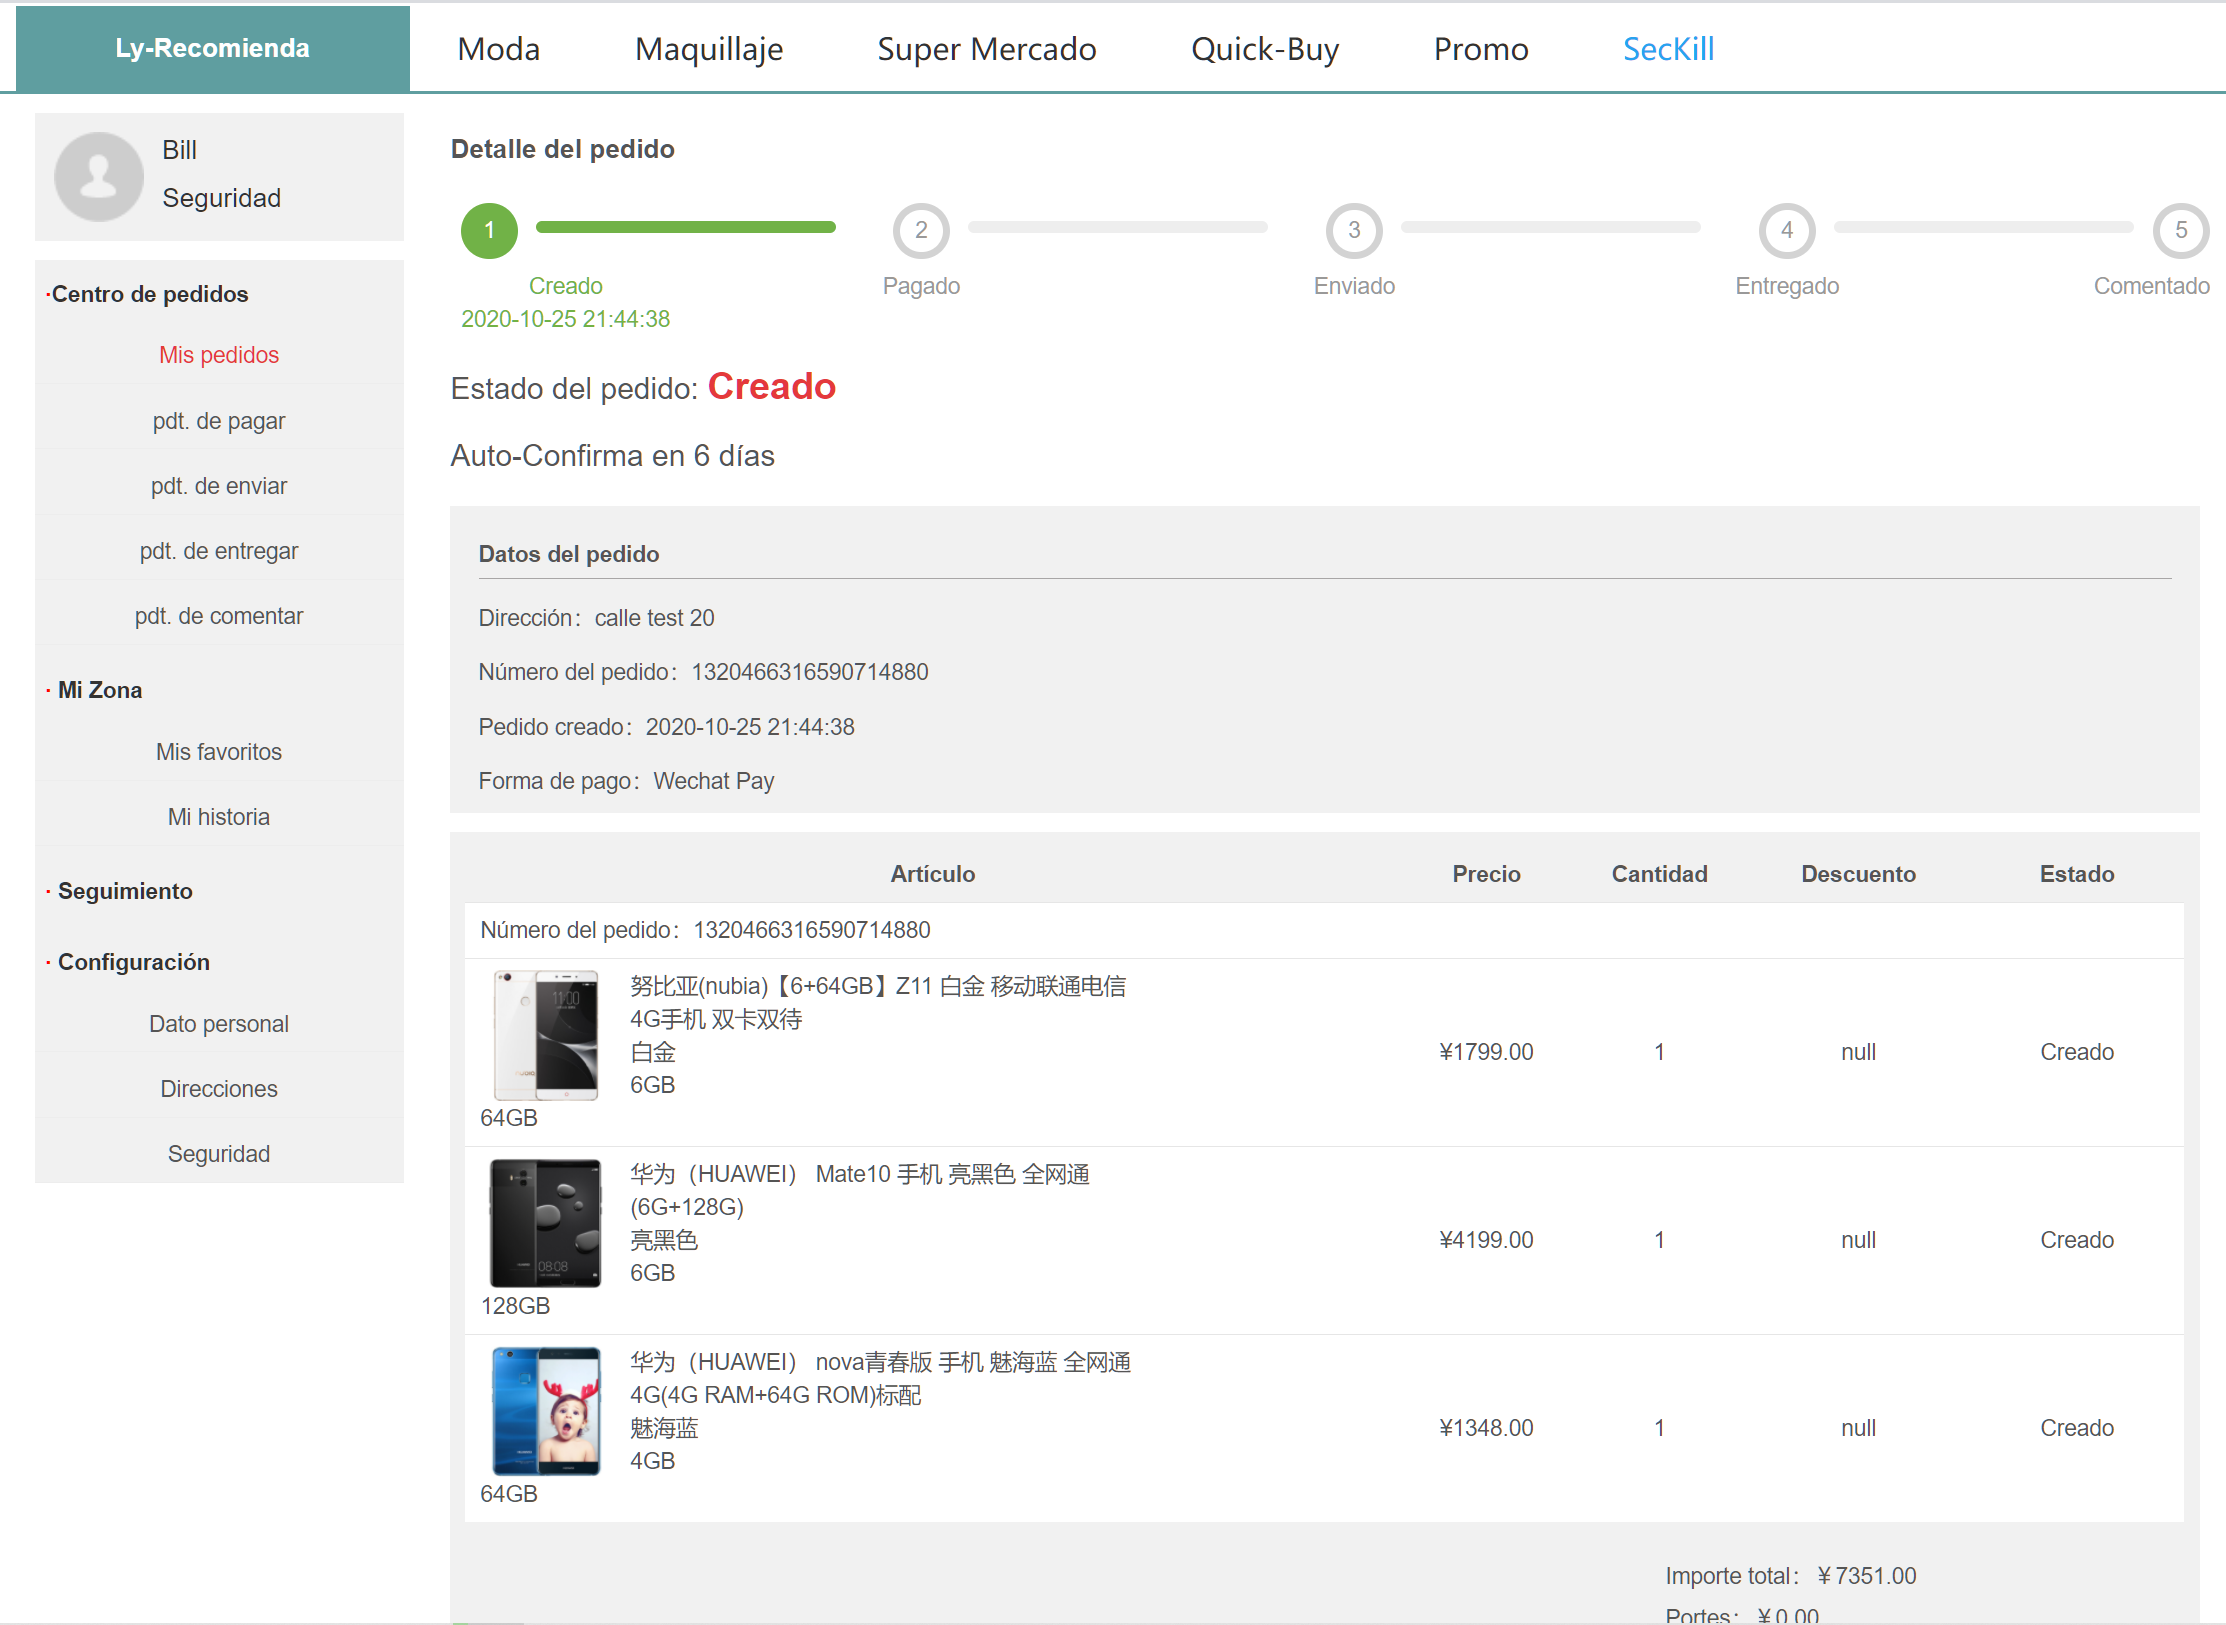 Ly-Recomienda
Moda
Maquillaje
Super Mercado
Quick-Buy
Promo
SecKill
Bill
Seguridad
·Centro de pedidos
Mis pedidos
pdt. de pagar
pdt. de enviar
pdt. de entregar
pdt. de comentar
· Mi Zona
Mis favoritos
Mi historia
· Seguimiento
· Configuración
Dato personal
Direcciones
Seguridad
Detalle del pedido
1
2
3
4
5
Creado
Pagado
Enviado
Entregado
Comentado
2020-10-25 21:44:38
Estado del pedido: Creado
Auto-Confirma en 6 días
Datos del pedido
Dirección：calle test 20
Número del pedido：1320466316590714880
Pedido creado：2020-10-25 21:44:38
Forma de pago：Wechat Pay
Artículo Precio Cantidad Descuento Estado
Número del pedido：1320466316590714880
努比亚(nubia)【6+64GB】Z11 白金 移动联通电信
4G手机 双卡双待
白金
6GB
64GB
¥1799.00 1 null Creado
华为（HUAWEI） Mate10 手机 亮黑色 全网通
(6G+128G)
亮黑色
6GB
128GB
¥4199.00 1 null Creado
华为（HUAWEI） nova青春版 手机 魅海蓝 全网通
4G(4G RAM+64G ROM)标配
魅海蓝
4GB
64GB
¥1348.00 1 null Creado
Importe total： ¥7351.00
Portes： ¥0.00